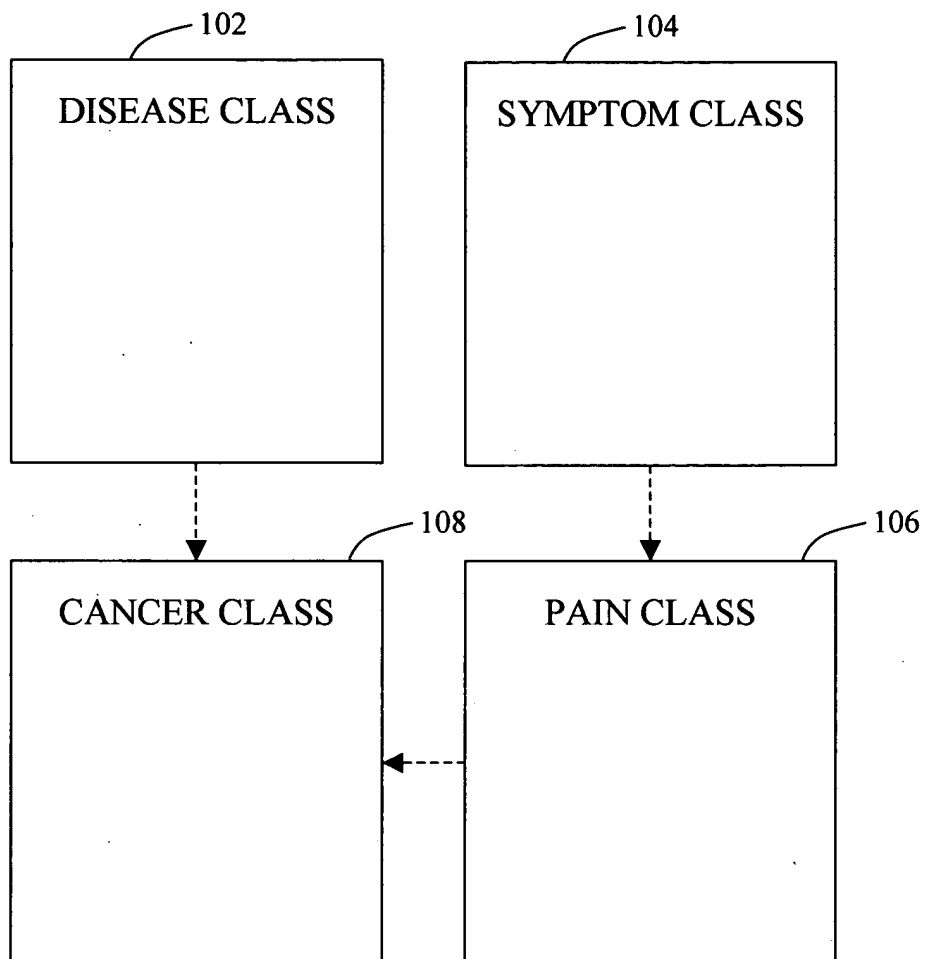 102
104
DISEASE CLASS
SYMPTOM CLASS
108
106
CANCER CLASS
PAIN CLASS